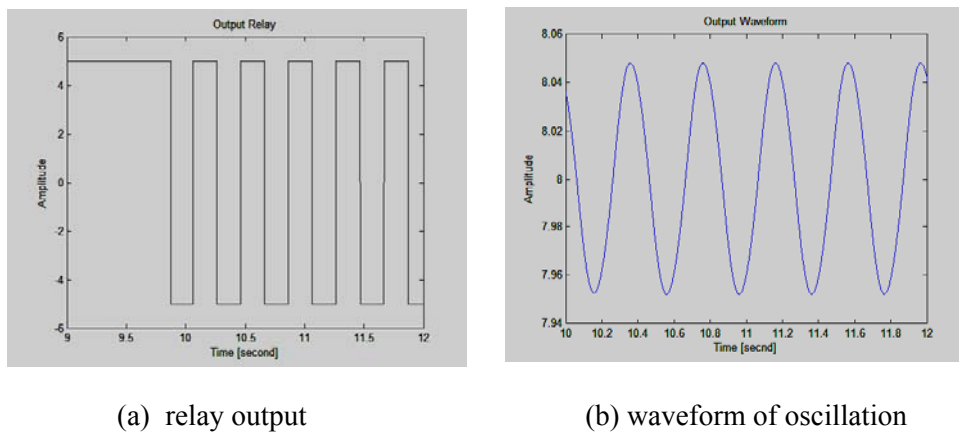 Output Relay
6
4
2
0
-2
-4
-6
9 9.5 10 10.5 11 11.5 12
Amplitude
Time [second]
Output Waveform
8.06
8.04
8.02
8
7.98
7.96
7.94
10 10.2 10.4 10.6 10.8 11 11.2 11.4 11.6 11.8 12
Amplitude
Time [secnd]
(a) relay output
(b) waveform of oscillation